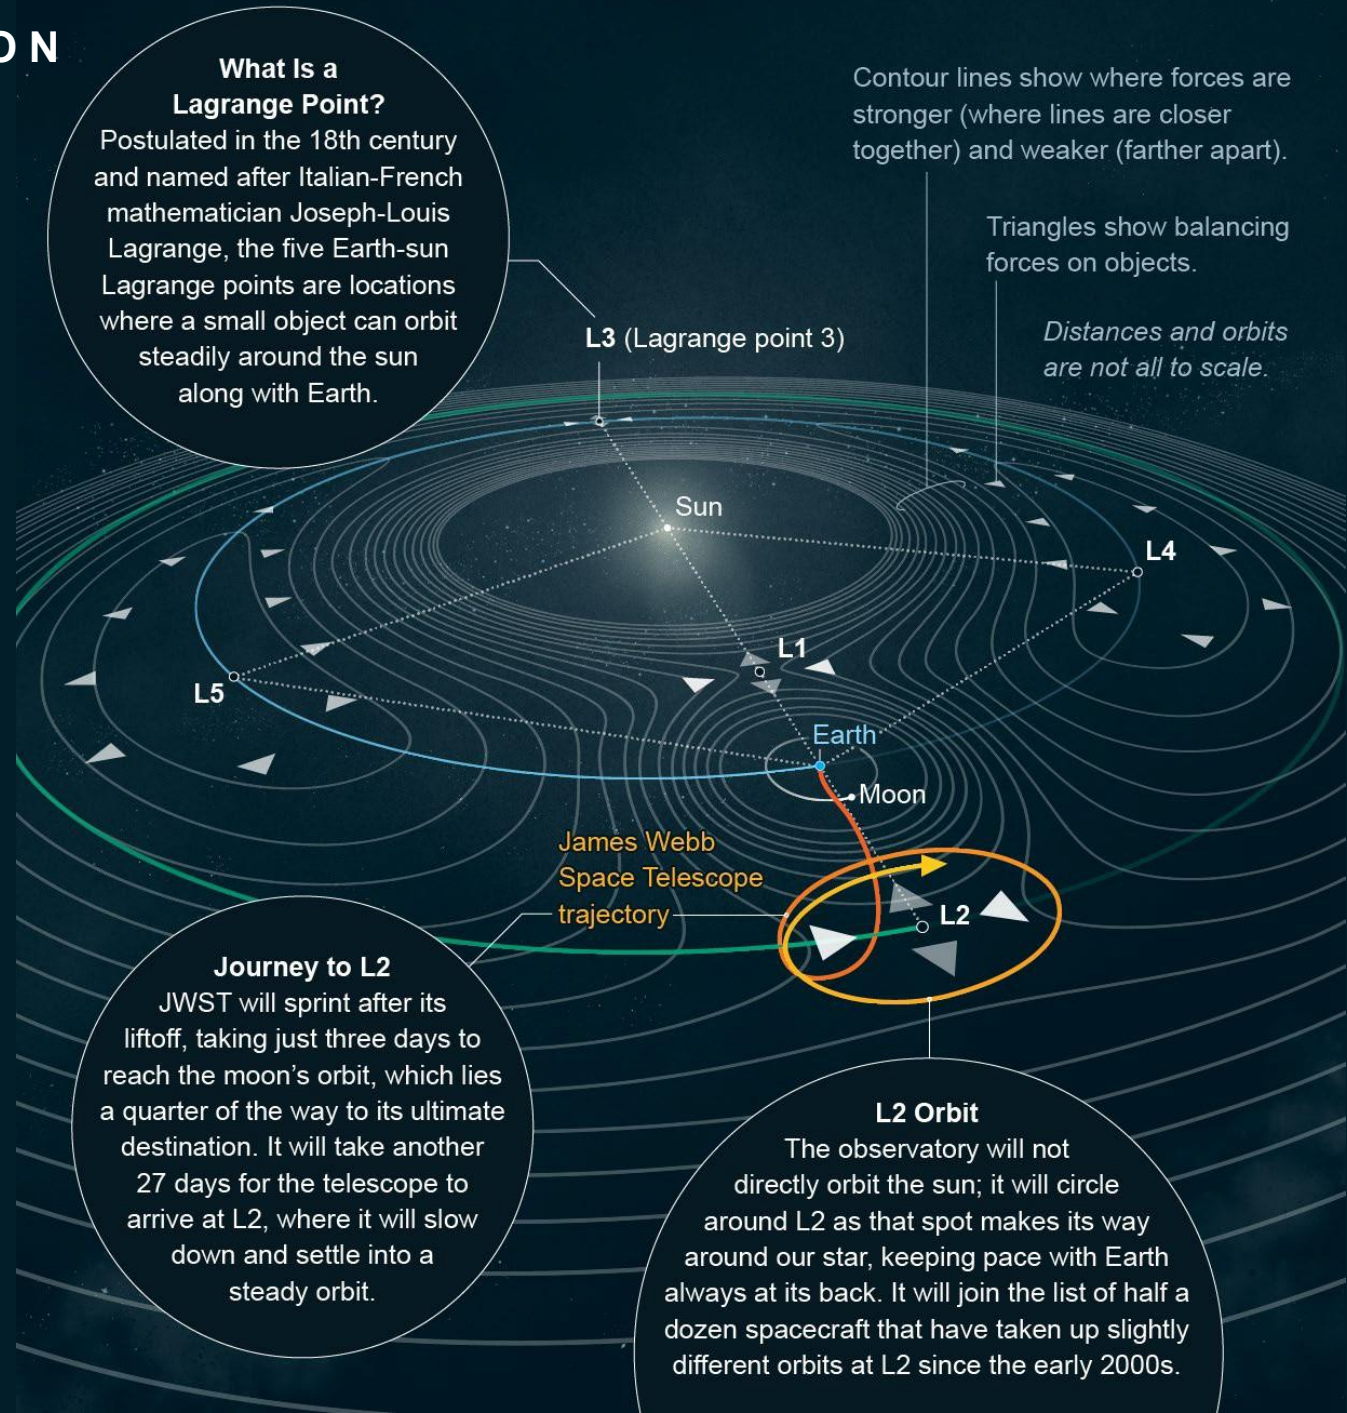 ON
What Is a
Lagrange Point?
Postulated in the 18th century
and named after Italian-French
mathematician Joseph-Louis
Lagrange, the five Earth-sun
Lagrange points are locations
where a small object can orbit
steadily around the sun
along with Earth.
Contour lines show where forces are
stronger (where lines are closer
together) and weaker (farther apart).
Triangles show balancing
forces on objects.
Distances and orbits
are not all to scale.
L3 (Lagrange point 3)
Sun
L4
L1
L5
Earth
Moon
James Webb
Space Telescope
trajectory
L2
Journey to L2
JWST will sprint after its
liftoff, taking just three days to
reach the moon’s orbit, which lies
a quarter of the way to its ultimate
destination. It will take another
27 days for the telescope to
arrive at L2, where it will slow
down and settle into a
steady orbit.
L2 Orbit
The observatory will not
directly orbit the sun; it will circle
around L2 as that spot makes its way
around our star, keeping pace with Earth
always at its back. It will join the list of half a
dozen spacecraft that have taken up slightly
different orbits at L2 since the early 2000s.